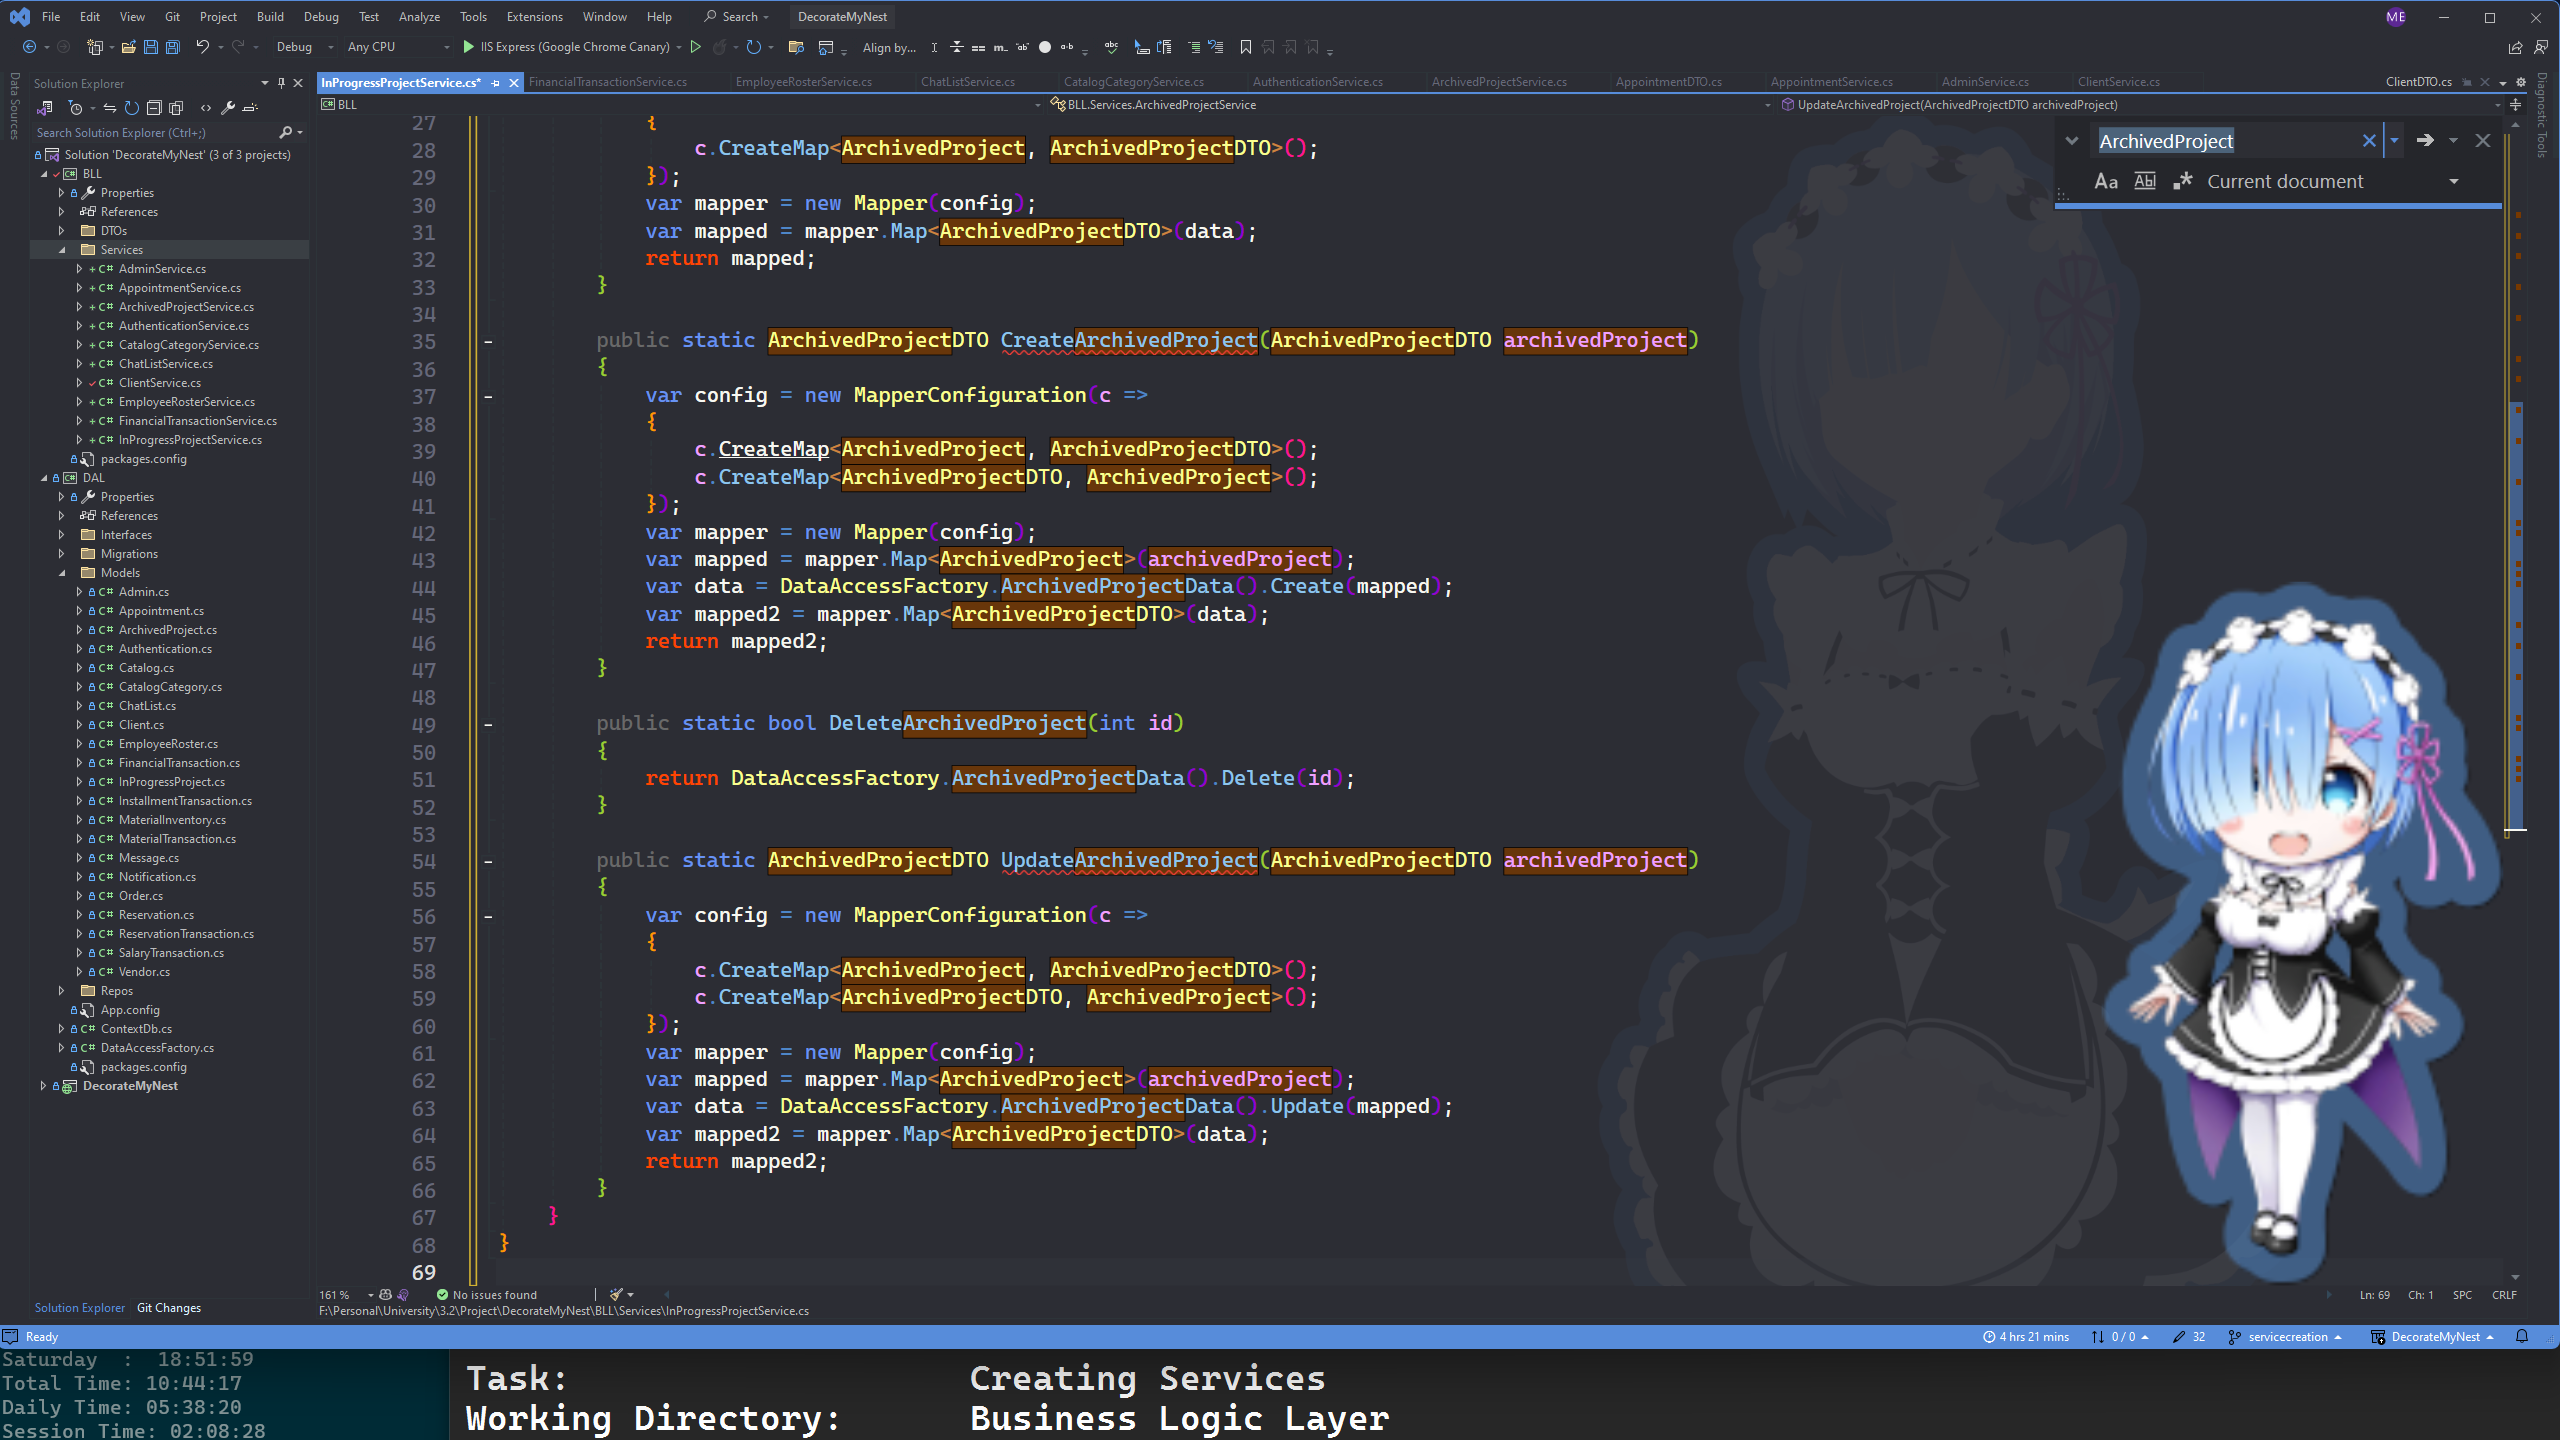 File Edit View Git Project Build Debug Test Analyze Tools Extensions Window Help Search DecorateMyNest ME
Debug Any CPU IIS Express (Google Chrome Canary) Align by...
Data Sources
Solution Explorer
Search Solution Explorer (Ctrl+;)
Solution 'DecorateMyNest' (3 of 3 projects)
BLL
Properties
References
DTOs
Services
AdminService.cs
AppointmentService.cs
ArchivedProjectService.cs
AuthenticationService.cs
CatalogCategoryService.cs
ChatListService.cs
ClientService.cs
EmployeeRosterService.cs
FinancialTransactionService.cs
InProgressProjectService.cs
packages.config
DAL
Properties
References
Interfaces
Migrations
Models
Admin.cs
Appointment.cs
ArchivedProject.cs
Authentication.cs
Catalog.cs
CatalogCategory.cs
ChatList.cs
Client.cs
EmployeeRoster.cs
FinancialTransaction.cs
InProgressProject.cs
InstallmentTransaction.cs
MaterialInventory.cs
MaterialTransaction.cs
Message.cs
Notification.cs
Order.cs
Reservation.cs
ReservationTransaction.cs
SalaryTransaction.cs
Vendor.cs
Repos
App.config
ContextDb.cs
DataAccessFactory.cs
packages.config
DecorateMyNest
Solution Explorer Git Changes
InProgressProjectService.cs* FinancialTransactionService.cs EmployeeRosterService.cs ChatListService.cs CatalogCategoryService.cs AuthenticationService.cs ArchivedProjectService.cs AppointmentDTO.cs AppointmentService.cs AdminService.cs ClientService.cs ClientDTO.cs
BLL BLL.Services.ArchivedProjectService UpdateArchivedProject(ArchivedProjectDTO archivedProject)
Diagnostic Tools
ArchivedProject
Aa Abl .* Current document
27 {
28 c.CreateMap<ArchivedProject, ArchivedProjectDTO>();
29 });
30 var mapper = new Mapper(config);
31 var mapped = mapper.Map<ArchivedProjectDTO>(data);
32 return mapped;
33 }
34
35 public static ArchivedProjectDTO CreateArchivedProject(ArchivedProjectDTO archivedProject)
36 {
37 var config = new MapperConfiguration(c =>
38 {
39 c.CreateMap<ArchivedProject, ArchivedProjectDTO>();
40 c.CreateMap<ArchivedProjectDTO, ArchivedProject>();
41 });
42 var mapper = new Mapper(config);
43 var mapped = mapper.Map<ArchivedProject>(archivedProject);
44 var data = DataAccessFactory.ArchivedProjectData().Create(mapped);
45 var mapped2 = mapper.Map<ArchivedProjectDTO>(data);
46 return mapped2;
47 }
48
49 public static bool DeleteArchivedProject(int id)
50 {
51 return DataAccessFactory.ArchivedProjectData().Delete(id);
52 }
53
54 public static ArchivedProjectDTO UpdateArchivedProject(ArchivedProjectDTO archivedProject)
55 {
56 var config = new MapperConfiguration(c =>
57 {
58 c.CreateMap<ArchivedProject, ArchivedProjectDTO>();
59 c.CreateMap<ArchivedProjectDTO, ArchivedProject>();
60 });
61 var mapper = new Mapper(config);
62 var mapped = mapper.Map<ArchivedProject>(archivedProject);
63 var data = DataAccessFactory.ArchivedProjectData().Update(mapped);
64 var mapped2 = mapper.Map<ArchivedProjectDTO>(data);
65 return mapped2;
66 }
67 }
68 }
69
161 % No issues found Ln: 69 Ch: 1 SPC CRLF
F:\Personal\University\3.2\Project\DecorateMyNest\BLL\Services\InProgressProjectService.cs
Ready 4 hrs 21 mins 0 / 0 32 servicecreation DecorateMyNest
Saturday : 18:51:59
Total Time: 10:44:17
Daily Time: 05:38:20
Session Time: 02:08:28
Task: Creating Services
Working Directory: Business Logic Layer